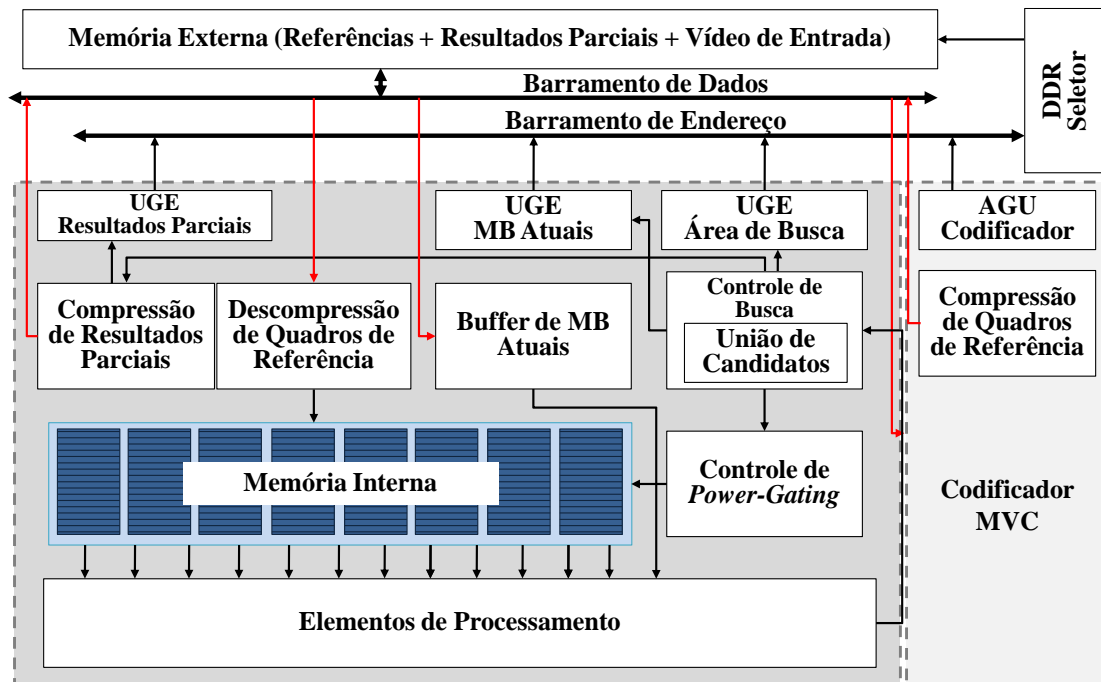 Memória Externa (Referências + Resultados Parciais + Vídeo de Entrada)
DDR
Seletor
Barramento de Dados
Barramento de Endereço
UGE
Resultados Parciais
UGE
MB Atuais
UGE
Área de Busca
AGU
Codificador
Compressão
de Resultados
Parciais
Descompressão
de Quadros de
Referência
Buffer de MB
Atuais
Controle de
Busca
União de
Candidatos
Compressão
de Quadros
de Referência
Memória Interna
Controle de
Power-Gating
Codificador
MVC
Elementos de Processamento